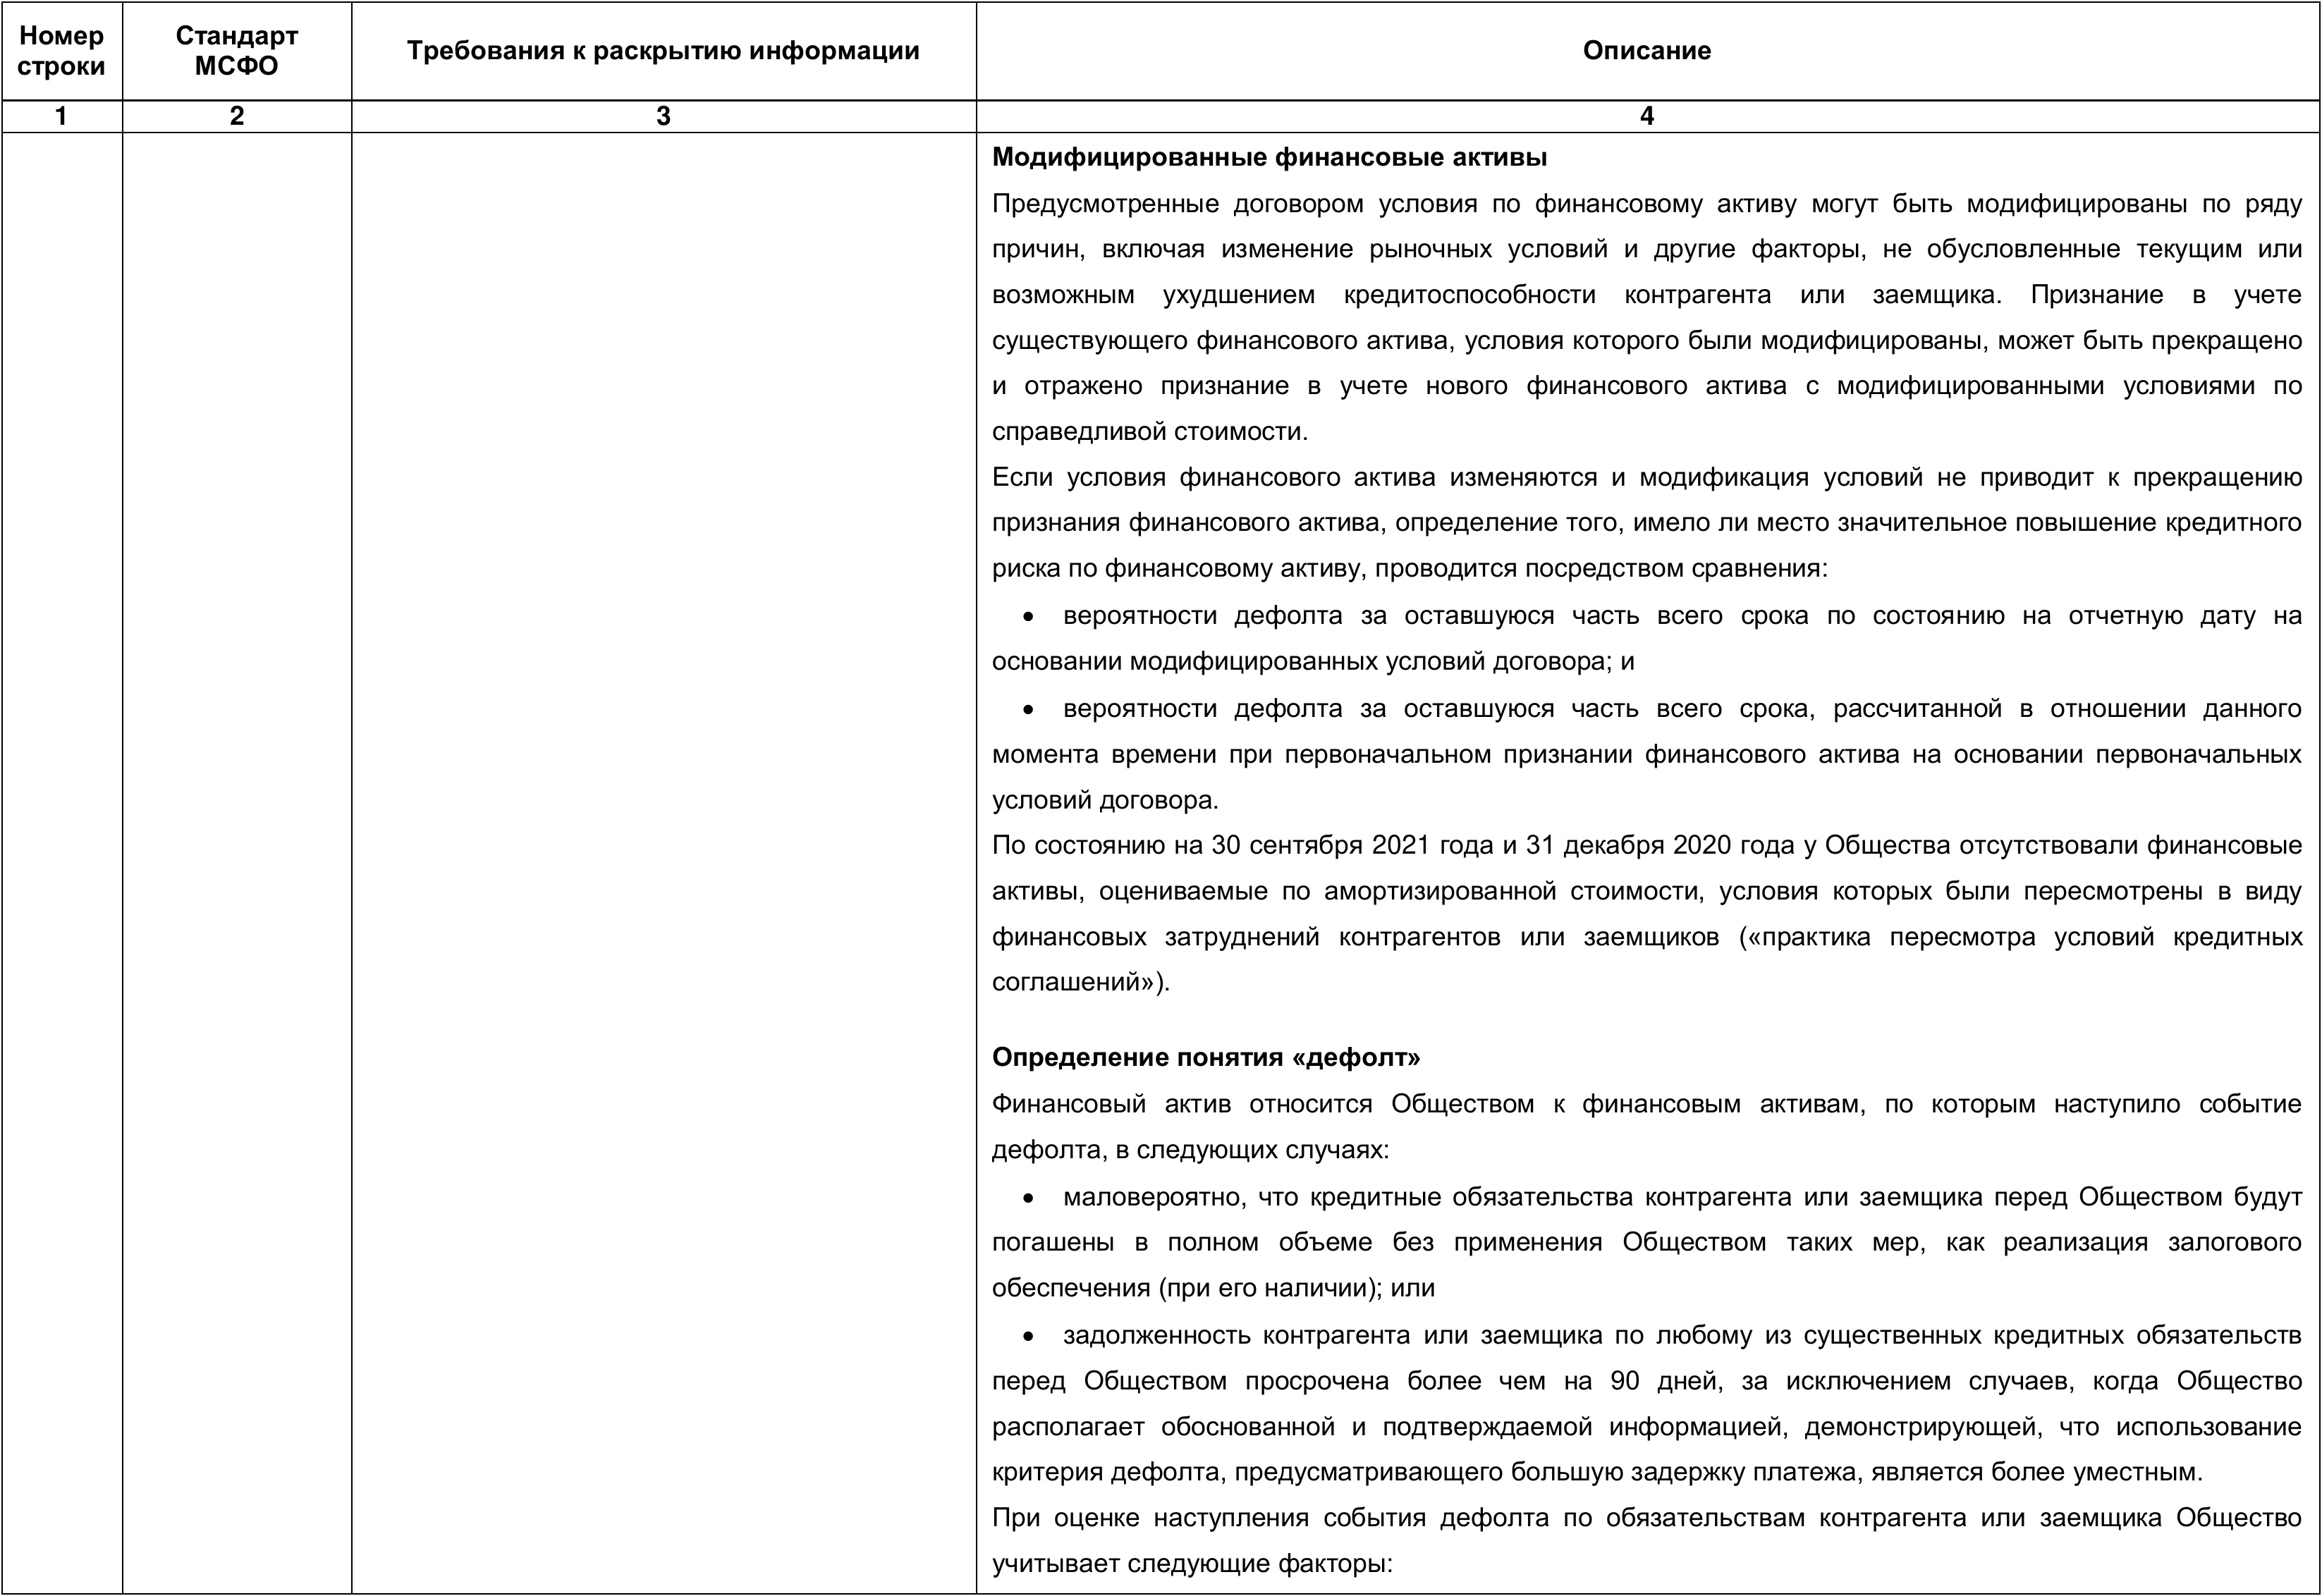 Номер строки
Стандарт МСФО
Требования к раскрытию информации
Описание
1
2
3
4
Модифицированные финансовые активы
Предусмотренные договором условия по финансовому активу могут быть модифицированы по ряду
причин, включая изменение рыночных условий и другие факторы, не обусловленные текущим или
возможным ухудшением кредитоспособности контрагента или заемщика. Признание в учете
существующего финансового актива, условия которого были модифицированы, может быть прекращено
и отражено признание в учете нового финансового актива с модифицированными условиями по
справедливой стоимости.
Если условия финансового актива изменяются и модификация условий не приводит к прекращению
признания финансового актива, определение того, имело ли место значительное повышение кредитного
риска по финансовому активу, проводится посредством сравнения:
• вероятности дефолта за оставшуюся часть всего срока по состоянию на отчетную дату на
основании модифицированных условий договора; и
• вероятности дефолта за оставшуюся часть всего срока, рассчитанной в отношении данного
момента времени при первоначальном признании финансового актива на основании первоначальных
условий договора.
По состоянию на 30 сентября 2021 года и 31 декабря 2020 года у Общества отсутствовали финансовые
активы, оцениваемые по амортизированной стоимости, условия которых были пересмотрены в виду
финансовых затруднений контрагентов или заемщиков («практика пересмотра условий кредитных
соглашений»).
Определение понятия «дефолт»
Финансовый актив относится Обществом к финансовым активам, по которым наступило событие
дефолта, в следующих случаях:
• маловероятно, что кредитные обязательства контрагента или заемщика перед Обществом будут
погашены в полном объеме без применения Обществом таких мер, как реализация залогового
обеспечения (при его наличии); или
• задолженность контрагента или заемщика по любому из существенных кредитных обязательств
перед Обществом просрочена более чем на 90 дней, за исключением случаев, когда Общество
располагает обоснованной и подтверждаемой информацией, демонстрирующей, что использование
критерия дефолта, предусматривающего большую задержку платежа, является более уместным.
При оценке наступления события дефолта по обязательствам контрагента или заемщика Общество
учитывает следующие факторы: